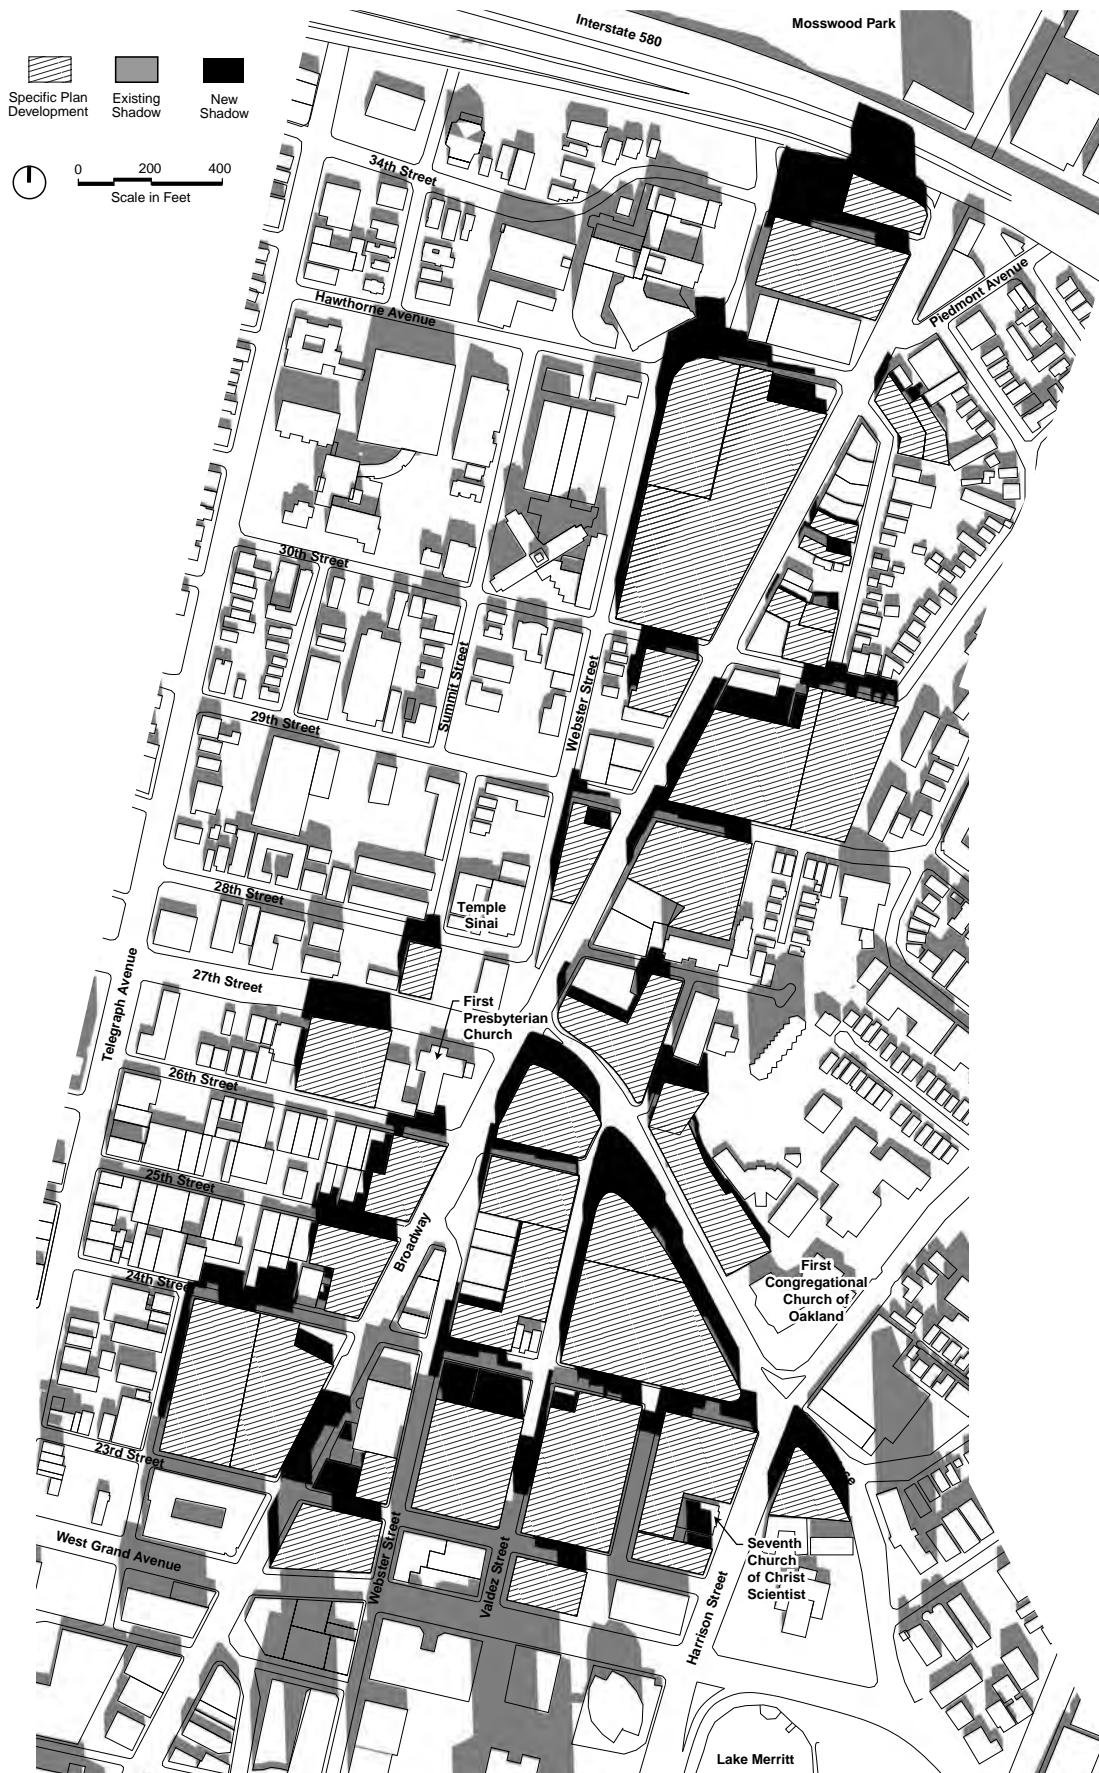 Interstate 580
Mosswood Park
Specific Plan
Development
Existing
Shadow
New
Shadow
0 200 400
Scale in Feet
34th Street
Piedmont Avenue
Hawthorne Avenue
30th Street
Summit Street
Webster Street
29th Street
28th Street
Temple
Sinai
Telegraph Avenue
27th Street
First
Presbyterian
Church
26th Street
25th Street
Broadway
24th Street
First
Congregational
Church of
Oakland
23rd Street
West Grand Avenue
Webster Street
Valdez Street
Seventh
Church
of Christ
Scientist
Harrison Street
Lake Merritt